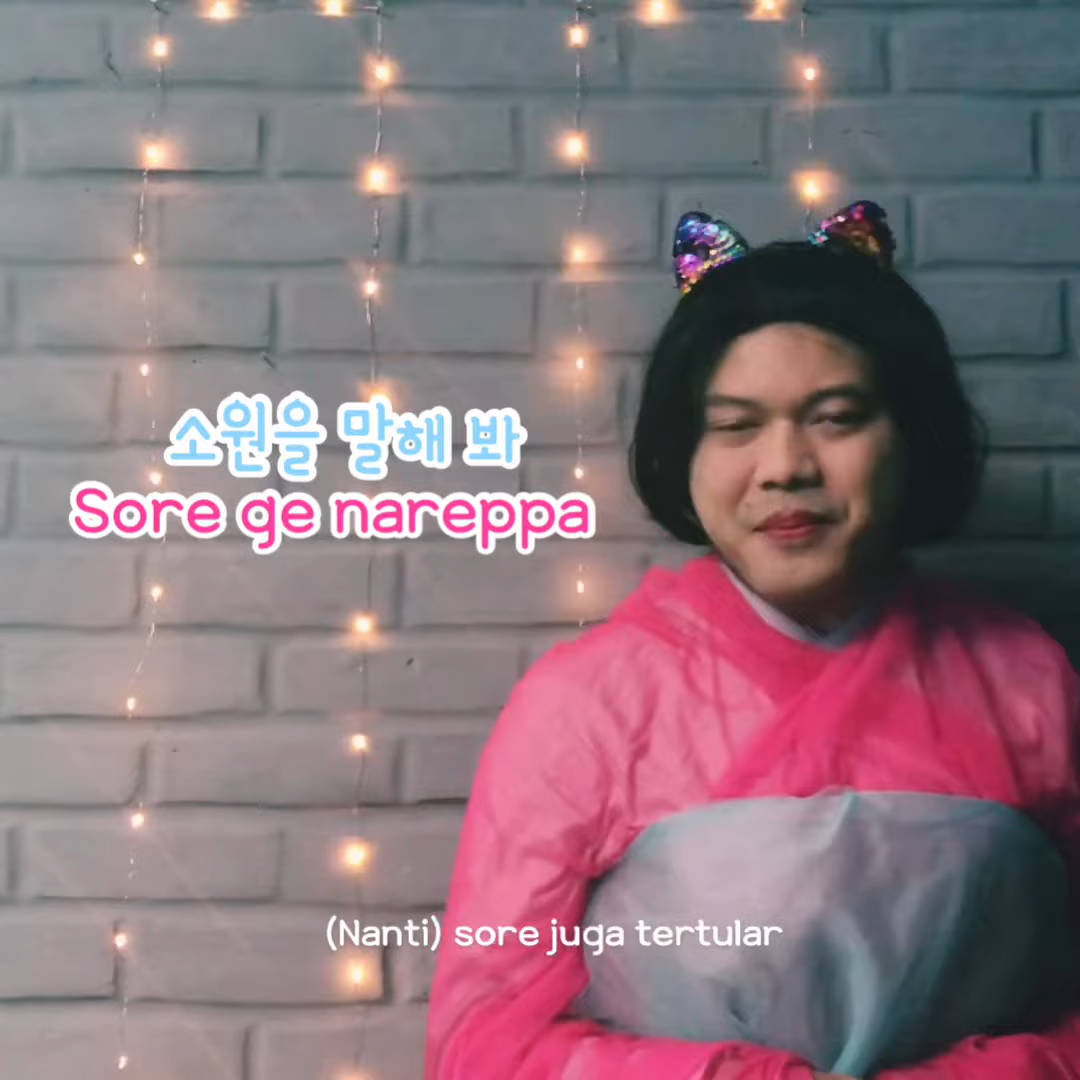 소원을 말해 봐
Sore ge nareppa
(Nanti) sore juga tertular